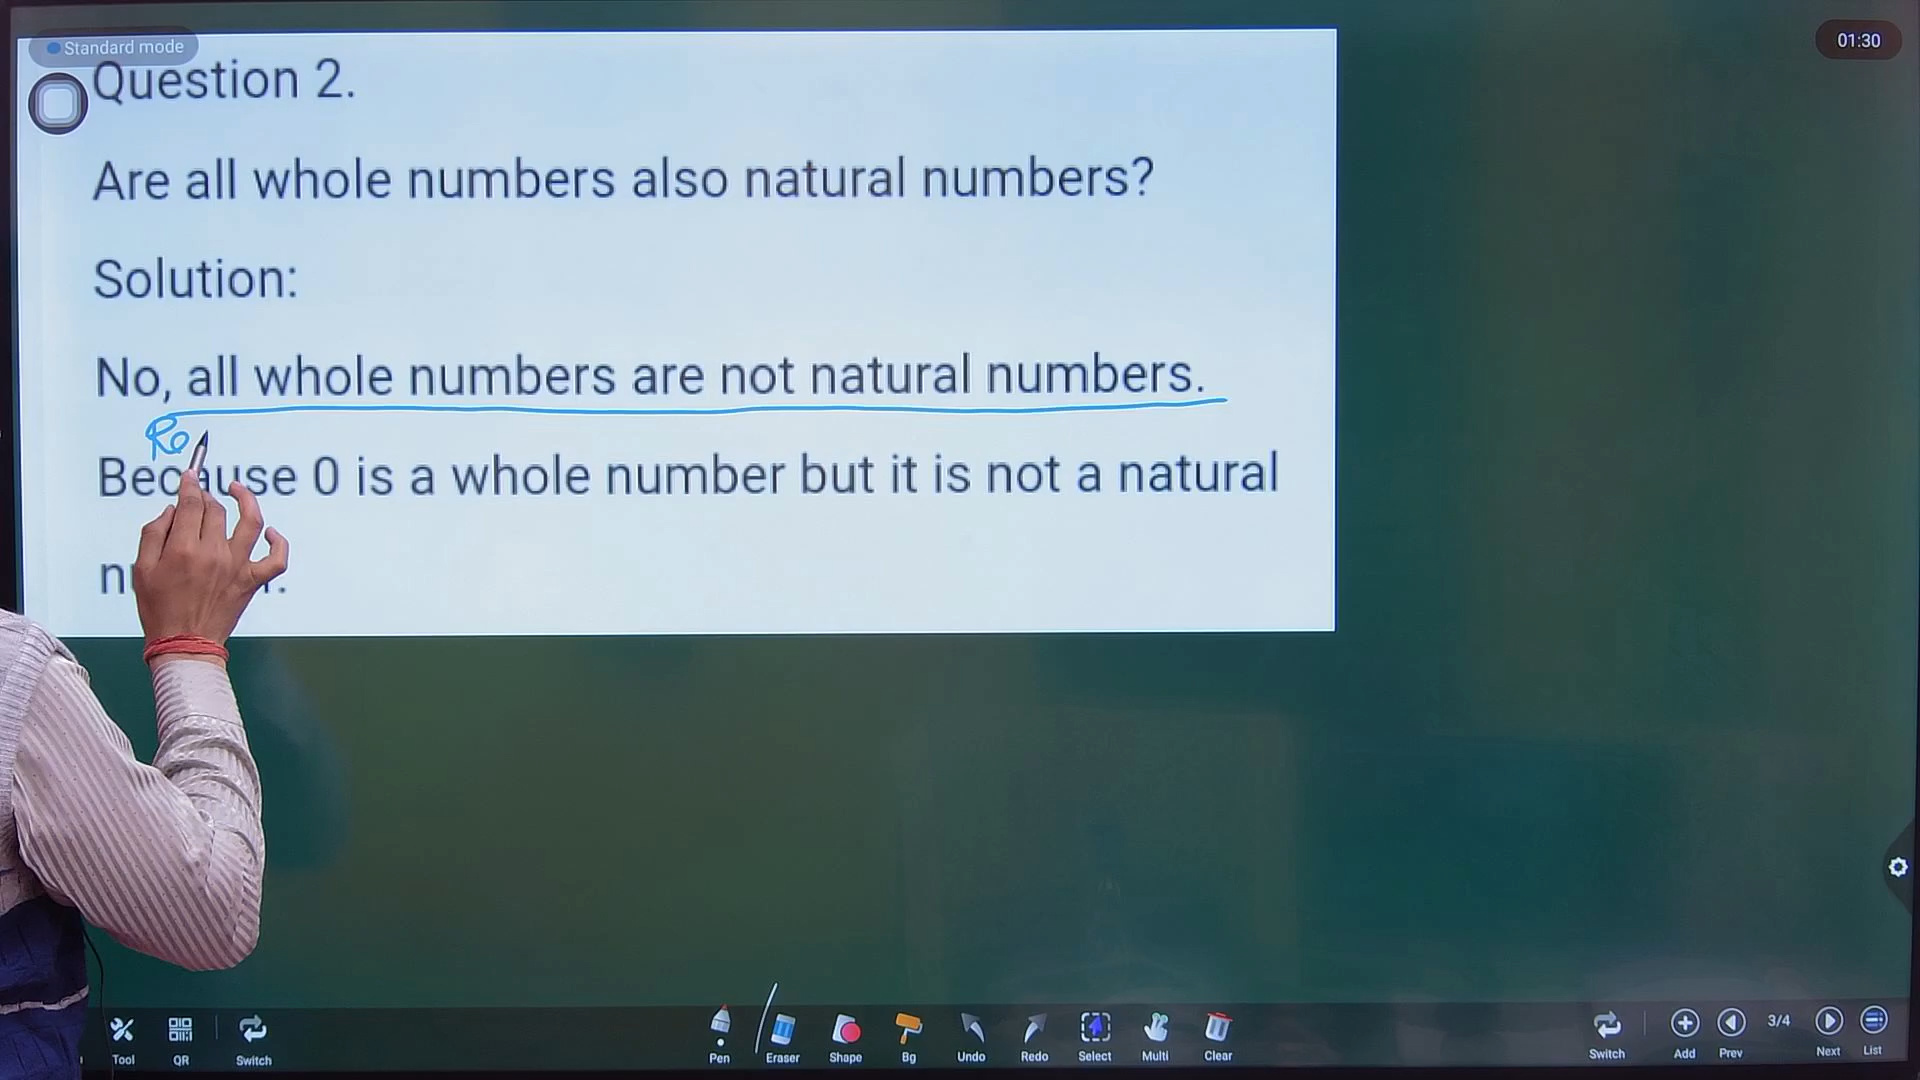 Standard mode
01:30
Question 2.
Are all whole numbers also natural numbers?
Solution:
No, all whole numbers are not natural numbers.
Re
Because 0 is a whole number but it is not a natural
Tool QR Switch Pen Eraser Shape Bg Undo Redo Select Multi Clear Switch Add Prev 3/4 Next List